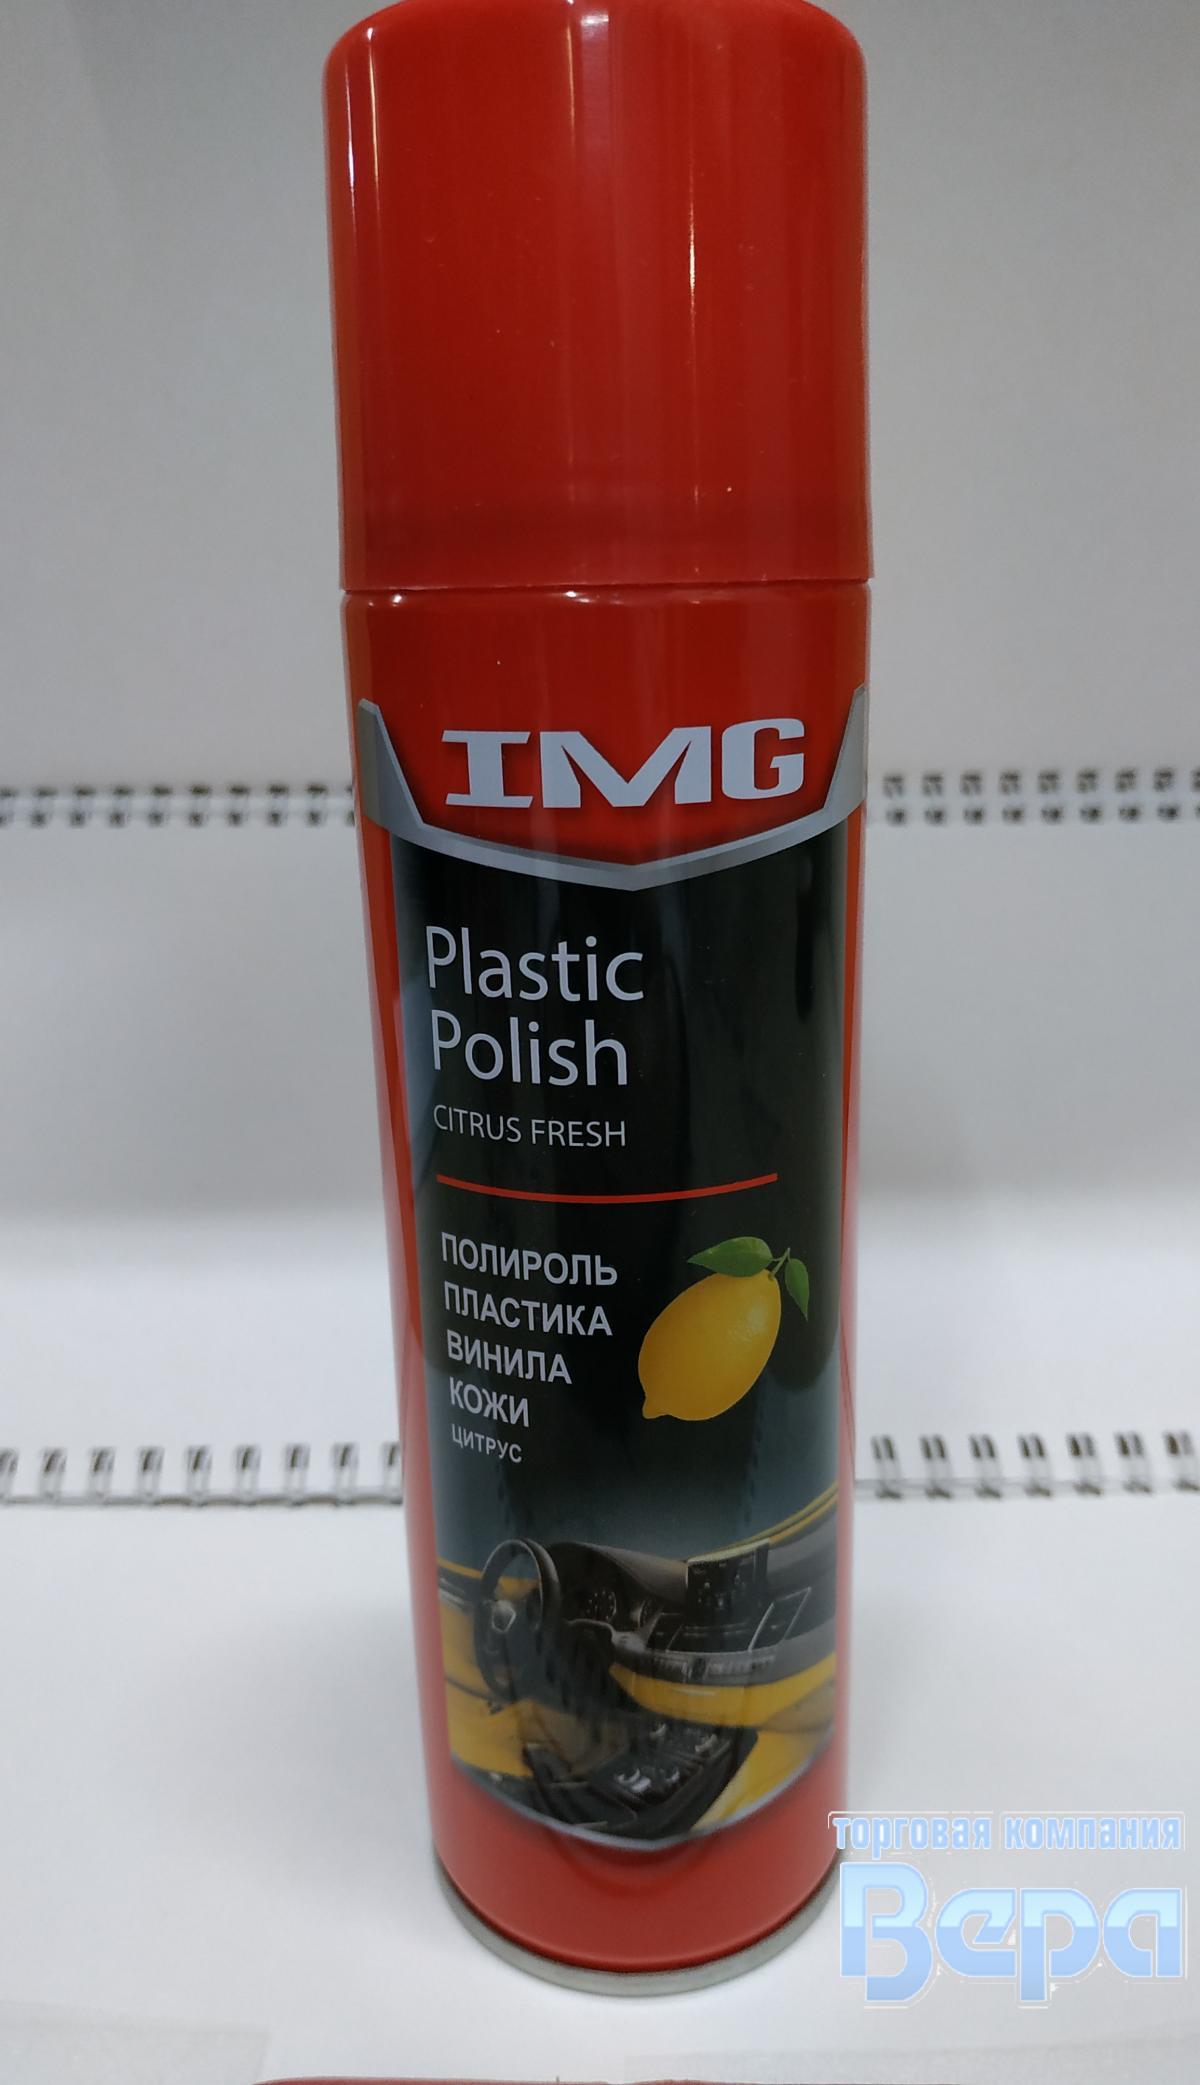 IMG
Plastic
Polish
CITRUS FRESH
ПОЛИРОЛЬ
ПЛАСТИКА
ВИНИЛА
КОЖИ
ЦИТРУС
торговая компания
Вера